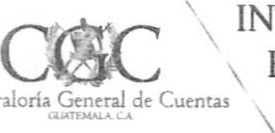 CGC
raloría General de Cuentas
GUATEMALA, C.A.
IN